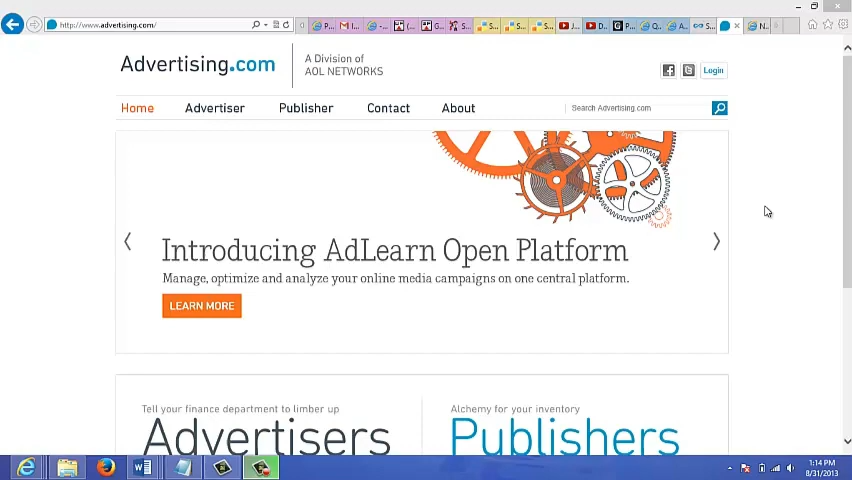 http://www.advertising.com/
Advertising.com
A Division of
AOL NETWORKS
Login
Home
Advertiser
Publisher
Contact
About
Search Advertising.com
Introducing AdLearn Open Platform
Manage, optimize and analyze your online media campaigns on one central platform.
LEARN MORE
Tell your finance department to limber up
Advertisers
Alchemy for your inventory
Publishers
1:14 PM
8/31/2013